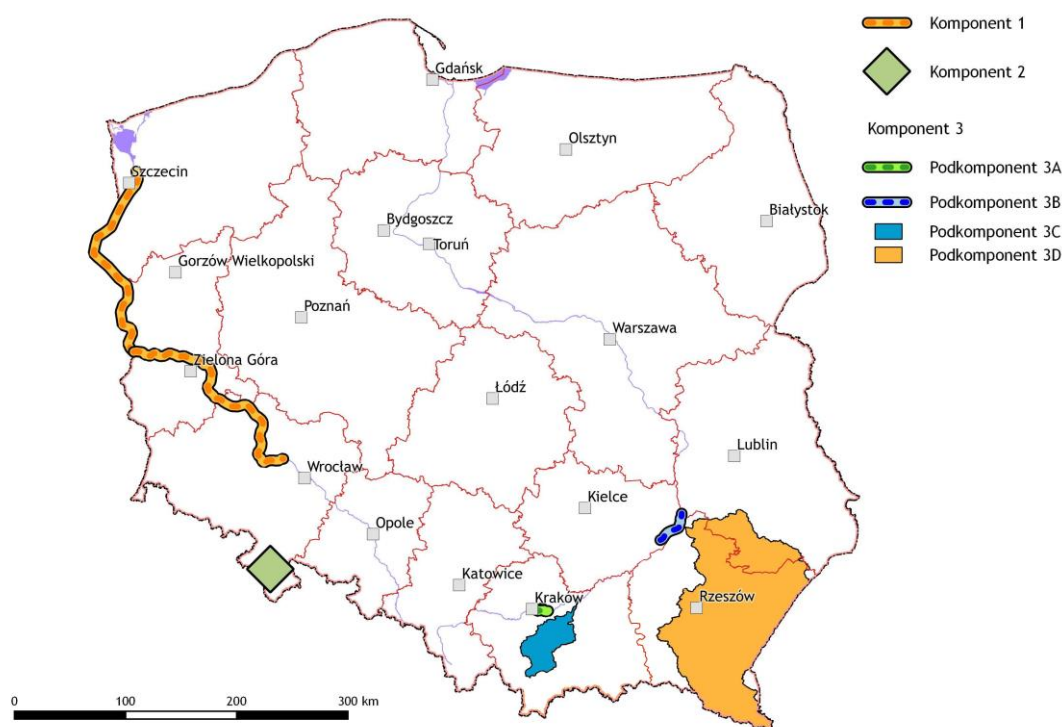 Komponent 1
Komponent 2
Komponent 3
Podkomponent 3A
Podkomponent 3B
Podkomponent 3C
Podkomponent 3D
Gdańsk
Olsztyn
Szczecin
Białystok
Bydgoszcz
Toruń
Gorzów Wielkopolski
Poznań
Warszawa
Zielona Góra
Łódź
Lublin
Wrocław
Kielce
Opole
Katowice
Kraków
Rzeszów
0 100 200 300 km